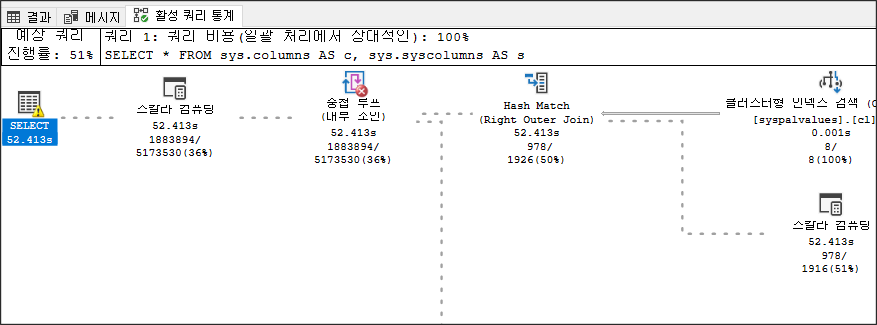 결과 메시지 활성 쿼리 통계
예상 쿼리
진행률: 51%
쿼리 1: 쿼리 비용(일괄 처리에서 상대적인): 100%
SELECT * FROM sys.columns AS c, sys.syscolumns AS s
SELECT
52.413s
스칼라 컴퓨팅
52.413s
1883894/
5173530(36%)
중첩 루프
(내부 조인)
52.413s
1883894/
5173530(36%)
Hash Match
(Right Outer Join)
52.413s
978/
1926(50%)
클러스터형 인덱스 검색 (C
[syspalvalues].[cl]
0.001s
8/
8(100%)
스칼라 컴퓨팅
52.413s
978/
1916(51%)